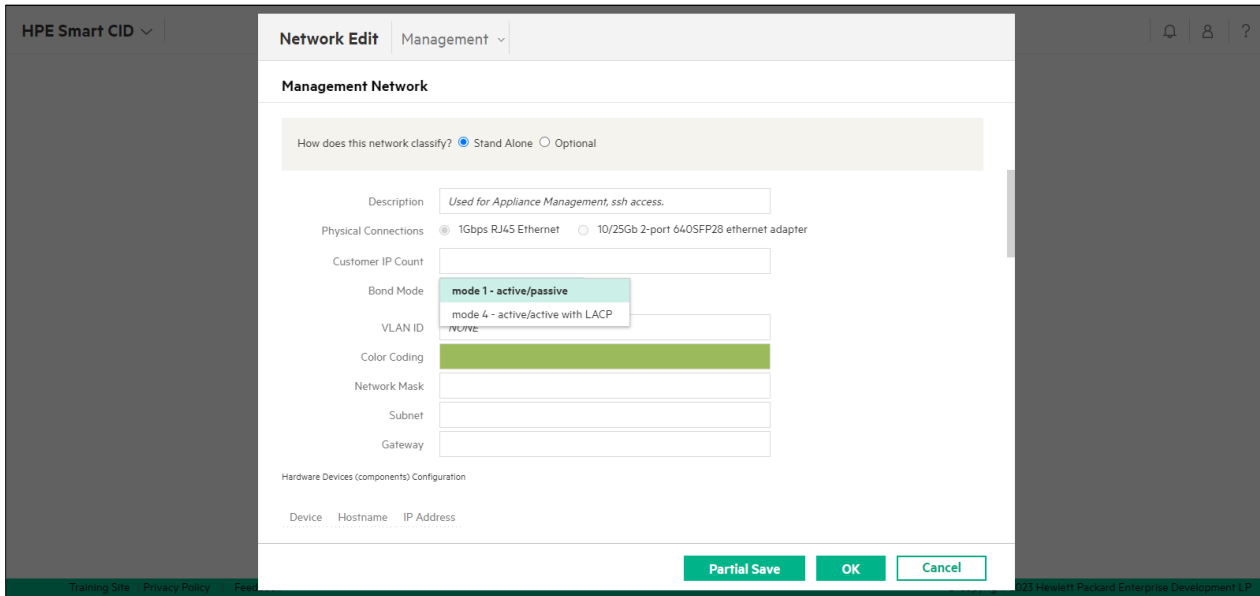 HPE Smart CID
Network Edit Management
?
Management Network
How does this network classify? Stand Alone Optional
Description Used for Appliance Management, ssh access.
Physical Connections 1Gbps RJ45 Ethernet 10/25Gb 2-port 640SFP28 ethernet adapter
Customer IP Count
Bond Mode mode 1 - active/passive
mode 4 - active/active with LACP
VLAN ID NONE
Color Coding
Network Mask
Subnet
Gateway
Hardware Devices (components) Configuration
Device Hostname IP Address
Partial Save OK Cancel
Training Site Privacy Policy 023 Hewlett Packard Enterprise Development LP